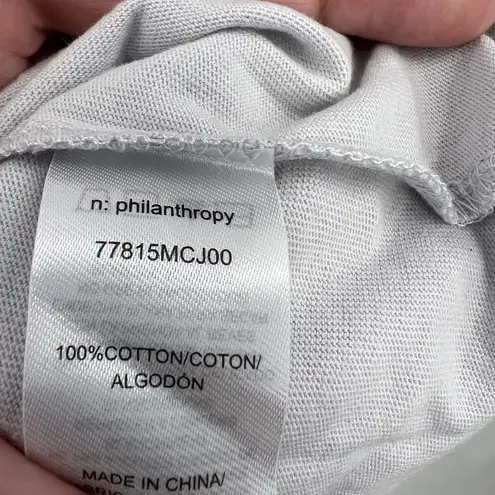 n: philanthropy
77815MCJ00
100%COTTON/COTON/
ALGODÓN
MADE IN CHINA/